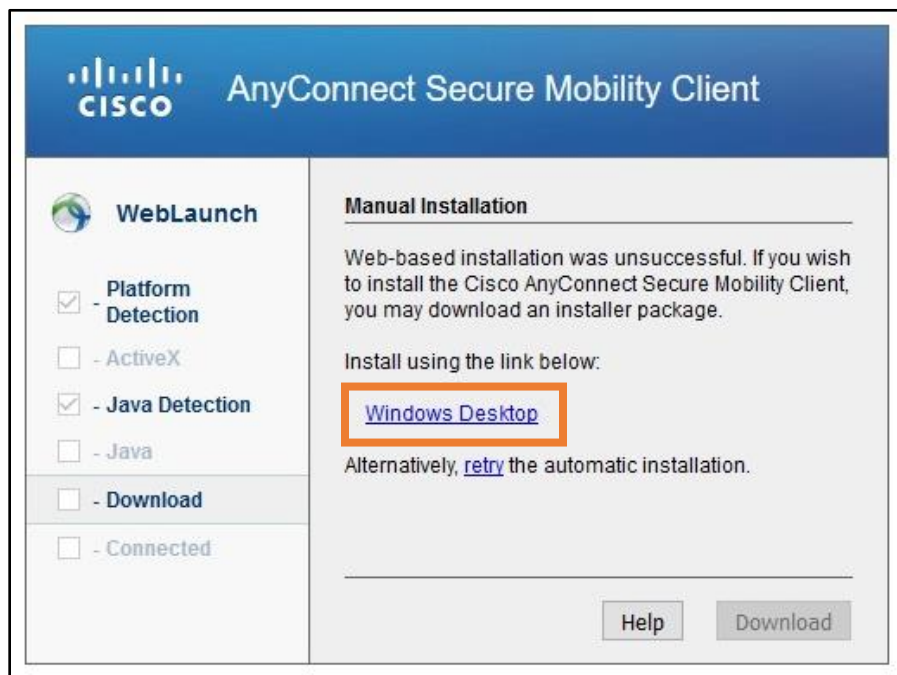 CISCO
AnyConnect Secure Mobility Client
WebLaunch
- Platform
Detection
- ActiveX
- Java Detection
- Java
- Download
- Connected
Manual Installation
Web-based installation was unsuccessful. If you wish
to install the Cisco AnyConnect Secure Mobility Client,
you may download an installer package.
Install using the link below:
Windows Desktop
Alternatively, retry the automatic installation.
Help
Download